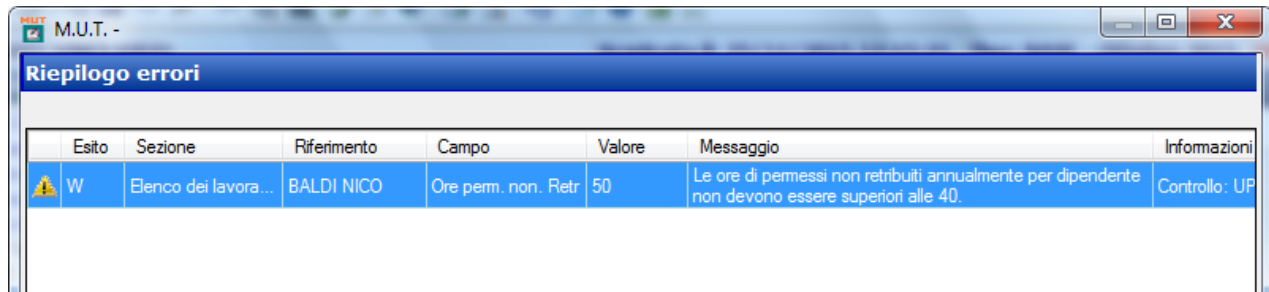 MUT
M.U.T. -
Riepilogo errori
Esito Sezione Riferimento Campo Valore Messaggio Informazioni
W Elenco dei lavora... BALDI NICO Ore perm. non. Retr 50 Le ore di permessi non retribuiti annualmente per dipendente
non devono essere superiori alle 40. Controllo: UP